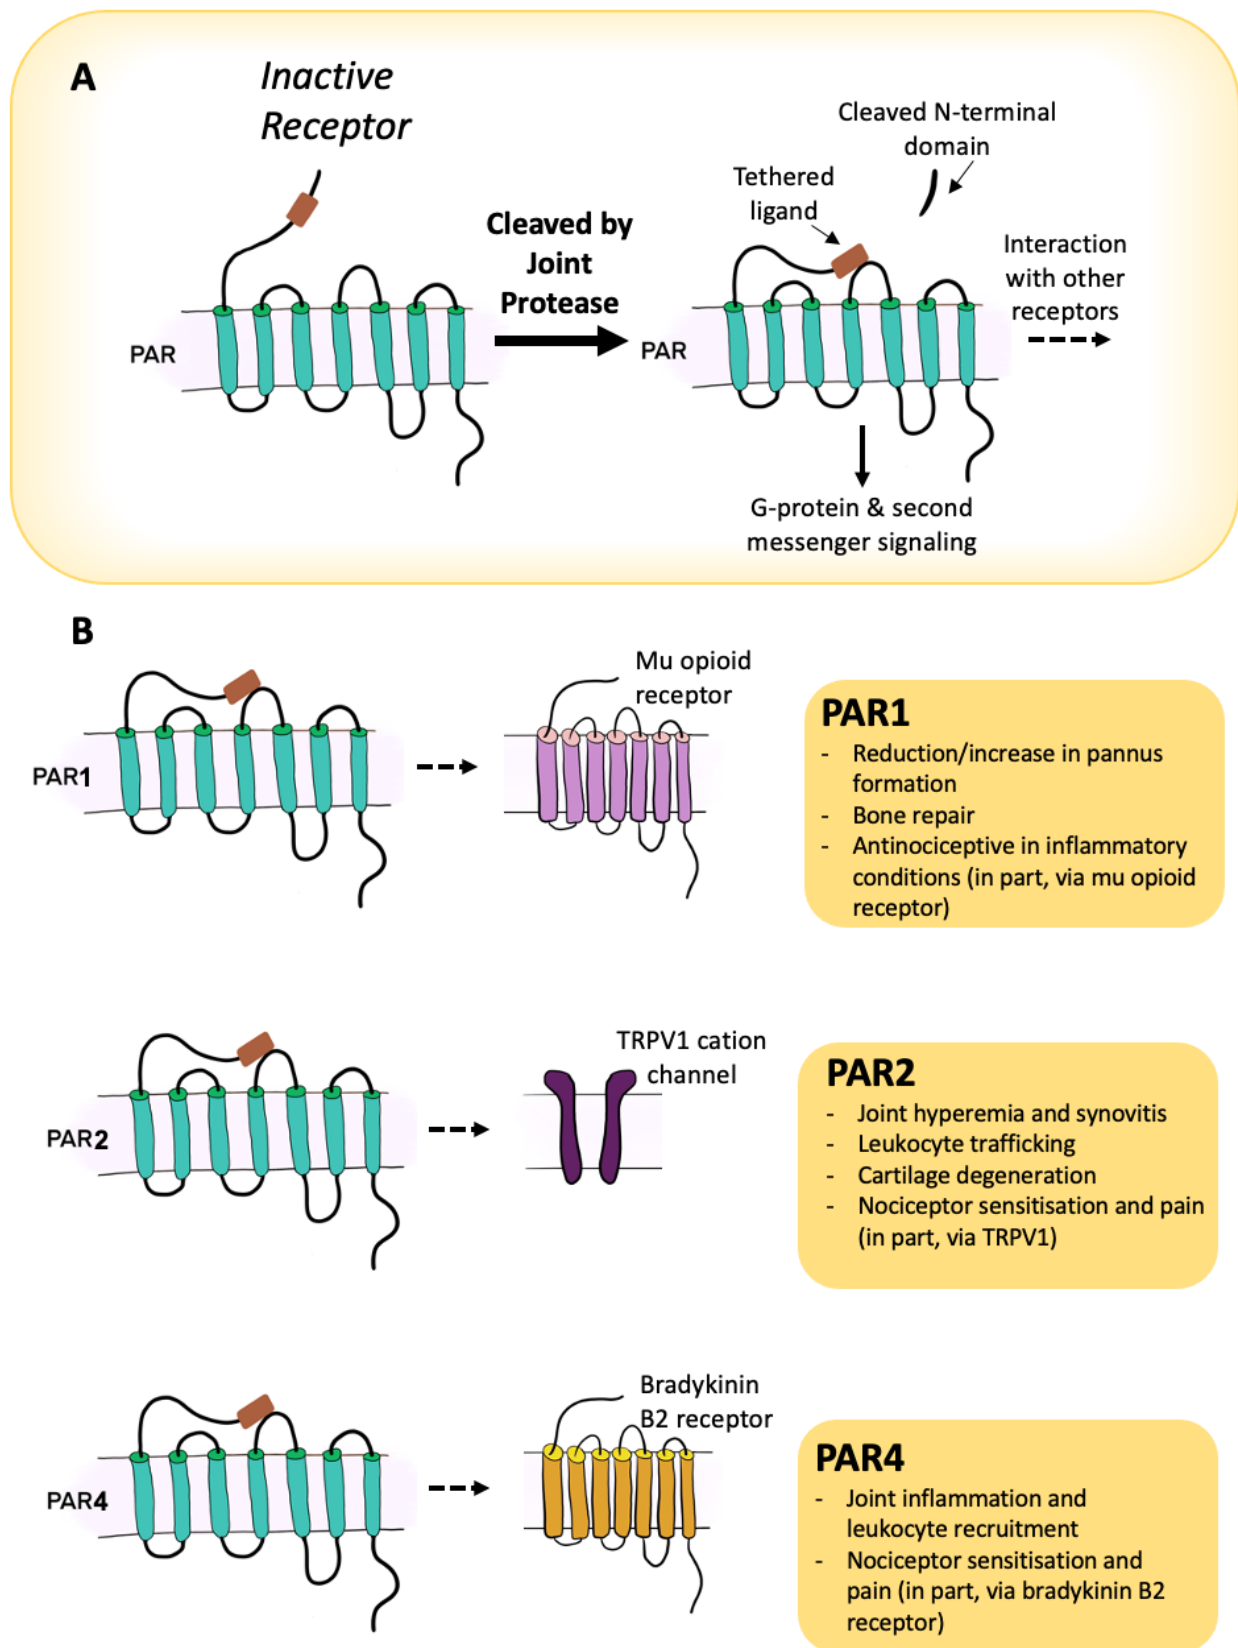 A
Inactive
Receptor
PAR
Cleaved by
Joint
Protease
Cleaved N-terminal
domain
Tethered
ligand
PAR
Interaction
with other
receptors
G-protein & second
messenger signaling
B
PAR1
Mu opioid
receptor
PAR1
- Reduction/increase in pannus
formation
- Bone repair
- Antinociceptive in inflammatory
conditions (in part, via mu opioid
receptor)
PAR2
TRPV1 cation
channel
PAR2
- Joint hyperemia and synovitis
- Leukocyte trafficking
- Cartilage degeneration
- Nociceptor sensitisation and pain
(in part, via TRPV1)
PAR4
Bradykinin
B2 receptor
PAR4
- Joint inflammation and
leukocyte recruitment
- Nociceptor sensitisation and
pain (in part, via bradykinin B2
receptor)